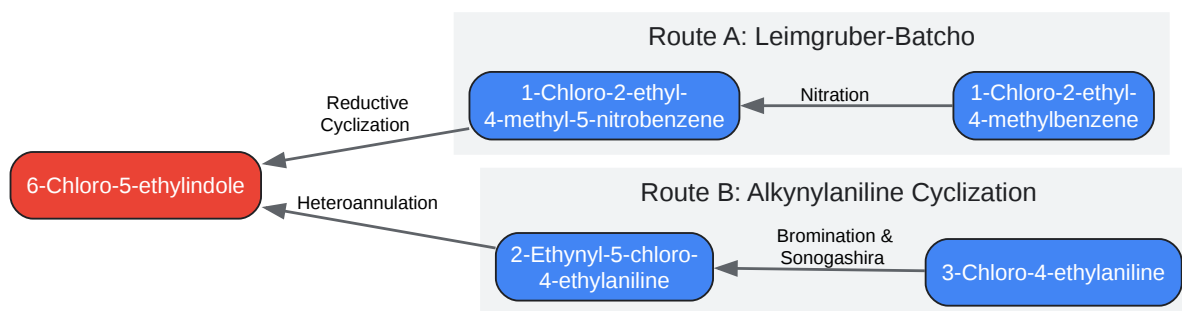 Route A: Leimgruber-Batcho
Reductive
Cyclization
1-Chloro-2-ethyl-
4-methyl-5-nitrobenzene
Nitration
1-Chloro-2-ethyl-
4-methylbenzene
6-Chloro-5-ethylindole
Route B: Alkynylaniline Cyclization
Heteroannulation
2-Ethynyl-5-chloro-
4-ethylaniline
Bromination &
Sonogashira
3-Chloro-4-ethylaniline